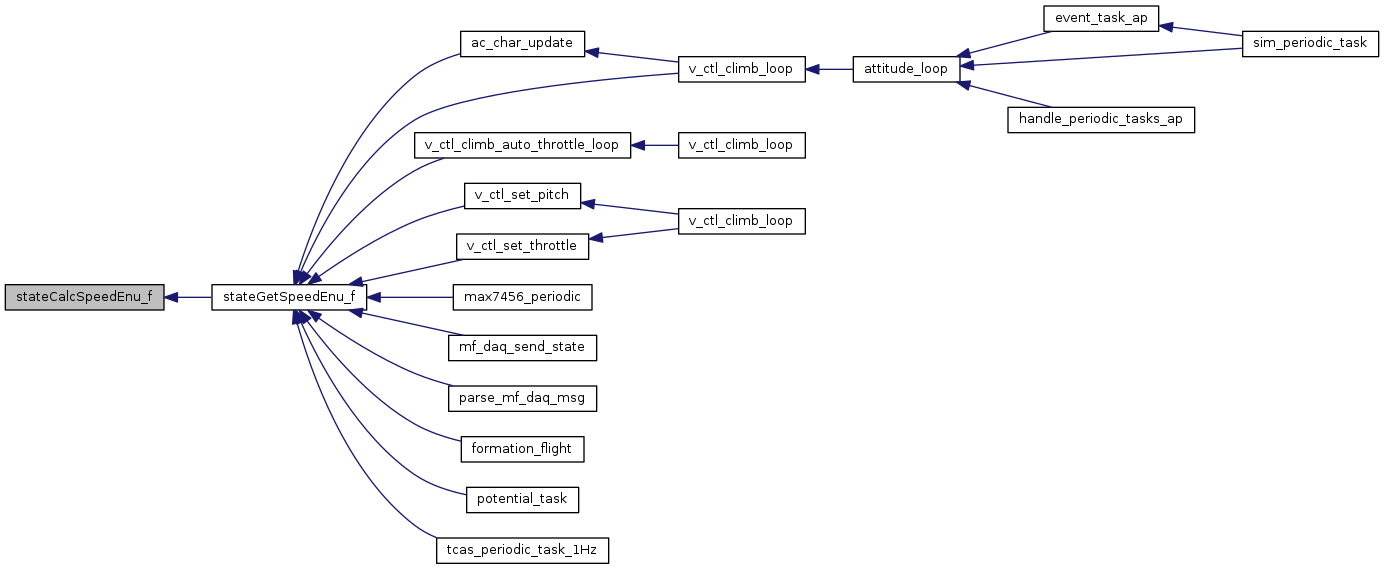 event_task_ap
ac_char_update
sim_periodic_task
v_ctl_climb_loop
attitude_loop
handle_periodic_tasks_ap
v_ctl_climb_auto_throttle_loop
v_ctl_climb_loop
v_ctl_set_pitch
v_ctl_climb_loop
v_ctl_set_throttle
stateCalcSpeedEnu_f
stateGetSpeedEnu_f
max7456_periodic
mf_daq_send_state
parse_mf_daq_msg
formation_flight
potential_task
tcas_periodic_task_1Hz